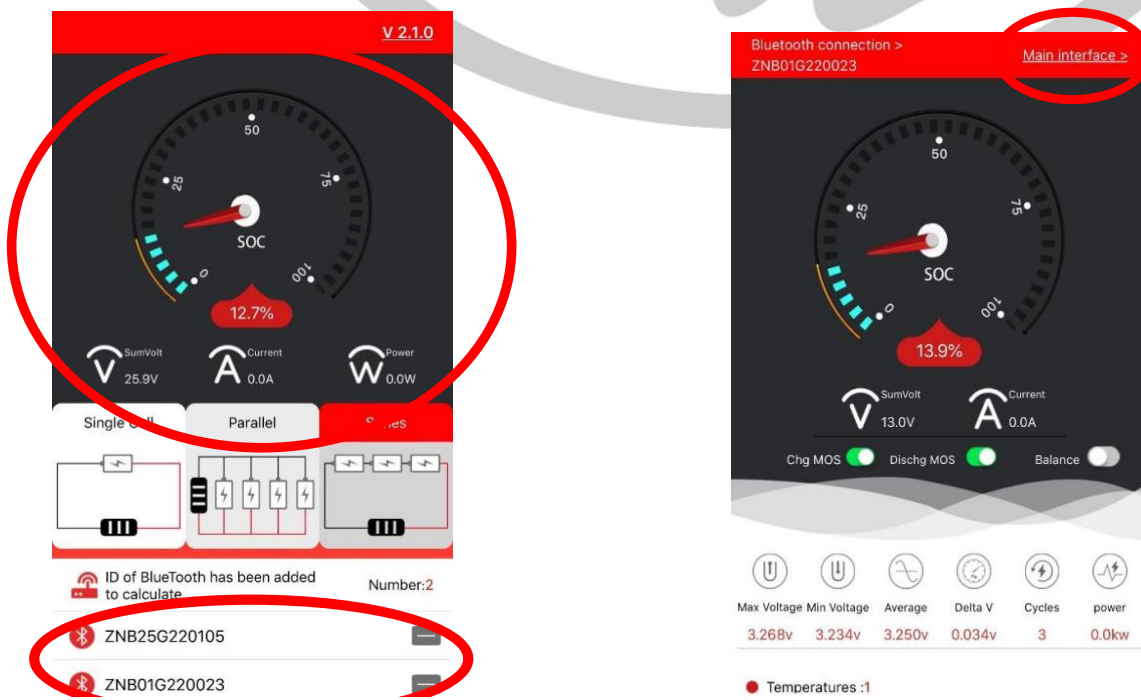 V 2.1.0
50
25
75
SOC
0
100
12.7%
SumVolt
25.9V
Current
0.0A
Power
0.0W
Parallel
ID of BlueTooth has been added
to calculate
Number:2
ZNB25G220105
ZNB01G220023
Bluetooth connection >
ZNB01G220023
Main interface >
50
25
75
SOC
0
100
13.9%
SumVolt
13.0V
Current
0.0A
Chg MOS
Dischg MOS
Balance
Max Voltage Min Voltage Average Delta V Cycles power
3.268v 3.234v 3.250v 0.034v 3 0.0kw
Temperatures :1